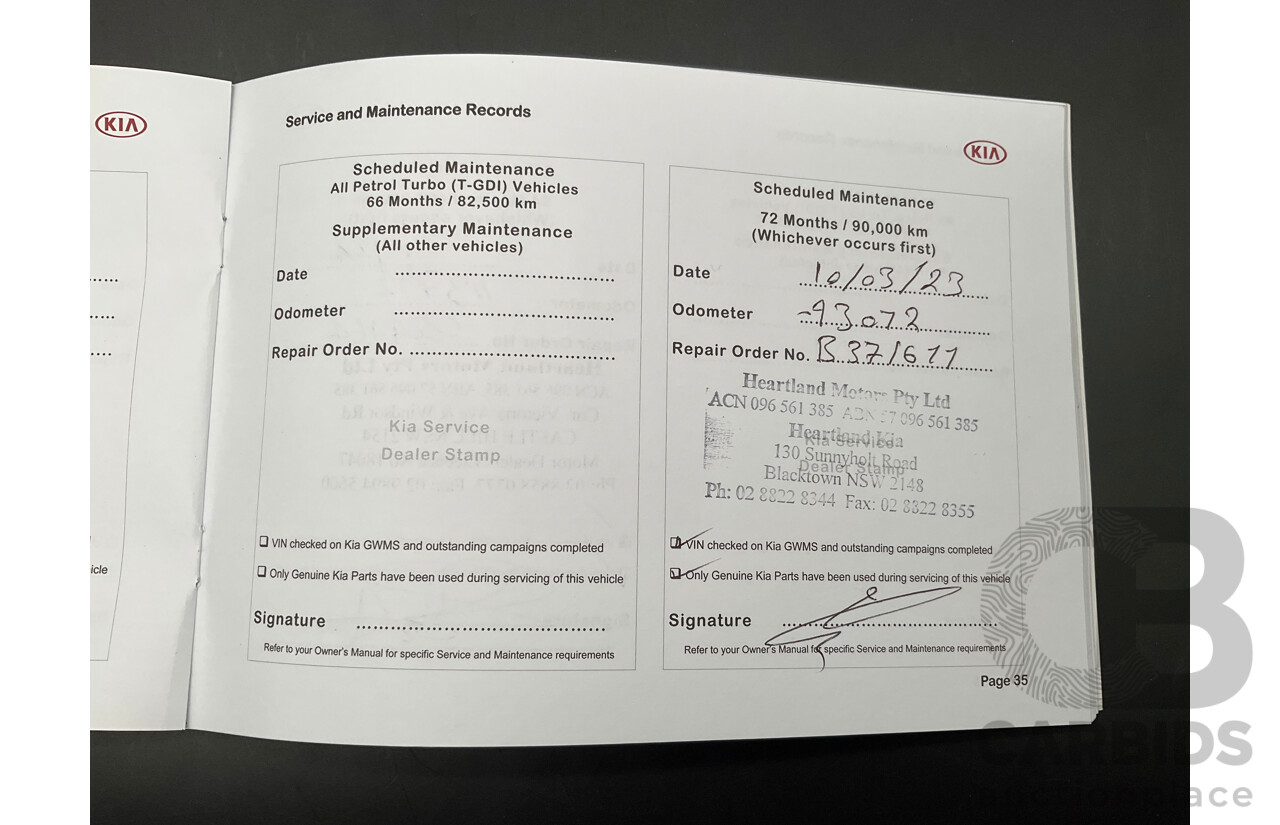 KIA
icle
Service and Maintenance Records
KIA
Scheduled Maintenance
All Petrol Turbo (T-GDI) Vehicles
66 Months / 82,500 km
Supplementary Maintenance
(All other vehicles)
Date
Odometer
Repair Order No.
Kia Service
Dealer Stamp
VIN checked on Kia GWMS and outstanding campaigns completed
Only Genuine Kia Parts have been used during servicing of this vehicle
Signature
Refer to your Owner's Manual for specific Service and Maintenance requirements
Scheduled Maintenance
72 Months / 90,000 km
(Whichever occurs first)
Date 10/03/23
Odometer 93072
Repair Order No.
Heartland Motors Pty Ltd
ACN 096 561 385 ABN 57 096 561 385
Heartland Kia
Kia Service
130 Sunnyholt Road
Dealer Stamp
Blacktown NSW 2148
Ph: 02 8822 8344 Fax: 02 8822 8355
VIN checked on Kia GWMS and outstanding campaigns completed
Only Genuine Kia Parts have been used during servicing of this vehicle
Signature
Refer to your Owner's Manual for specific Service and Maintenance requirements
Page 35
CARBIDS
auctionplace